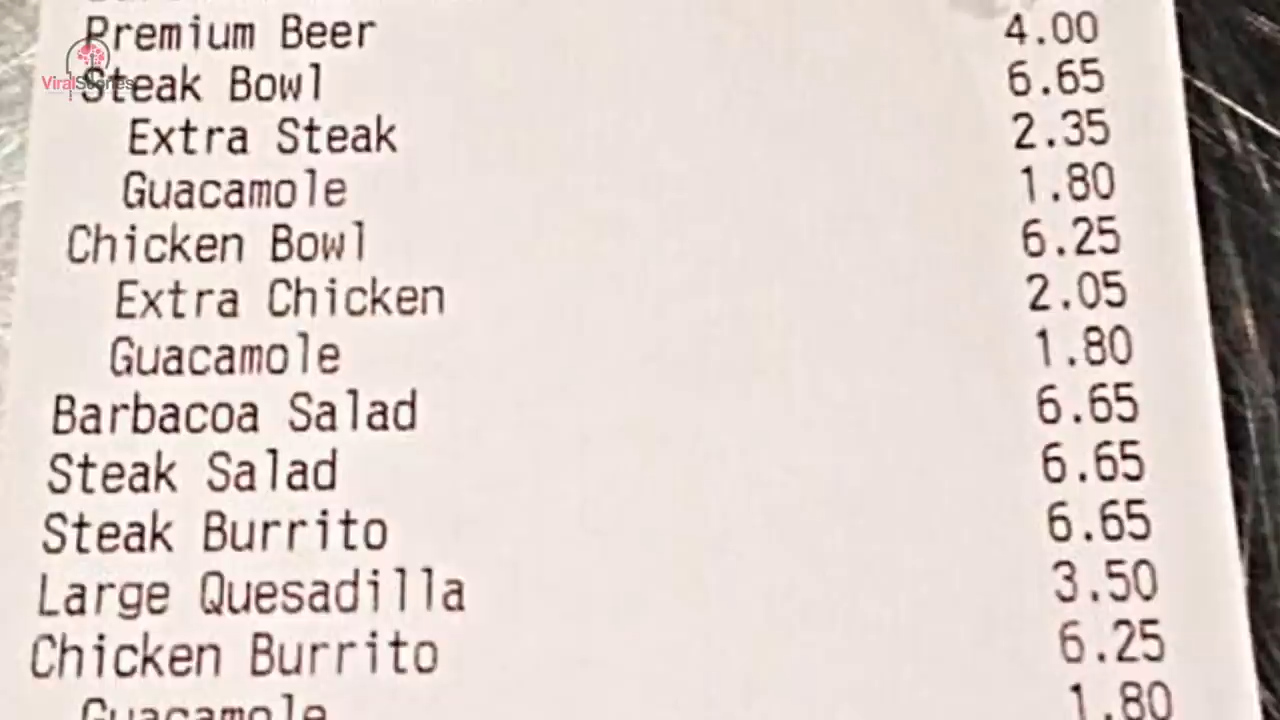 Premium Beer 4.00
ViralStories
Steak Bowl 6.65
Extra Steak 2.35
Guacamole 1.80
Chicken Bowl 6.25
Extra Chicken 2.05
Guacamole 1.80
Barbacoa Salad 6.65
Steak Salad 6.65
Steak Burrito 6.65
Large Quesadilla 3.50
Chicken Burrito 6.25
Guacamole 1.80